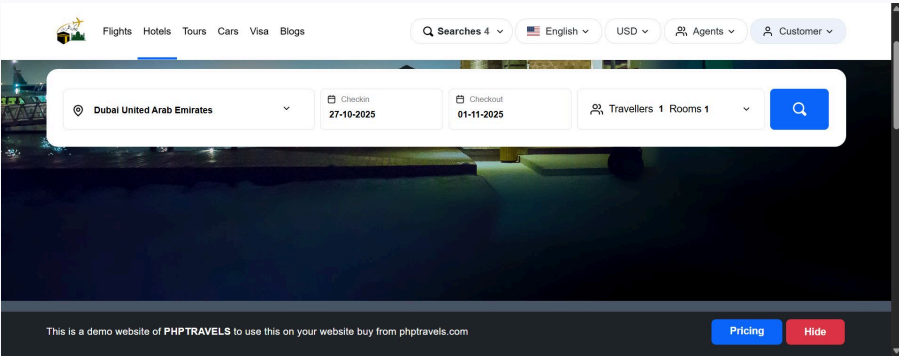 Flights Hotels Tours Cars Visa Blogs Searches 4 English USD Agents Customer
Checkin Checkout
Dubai United Arab Emirates 27-10-2025 01-11-2025 Travellers 1 Rooms 1
This is a demo website of PHPTRAVELS to use this on your website buy from phptravels.com Pricing Hide